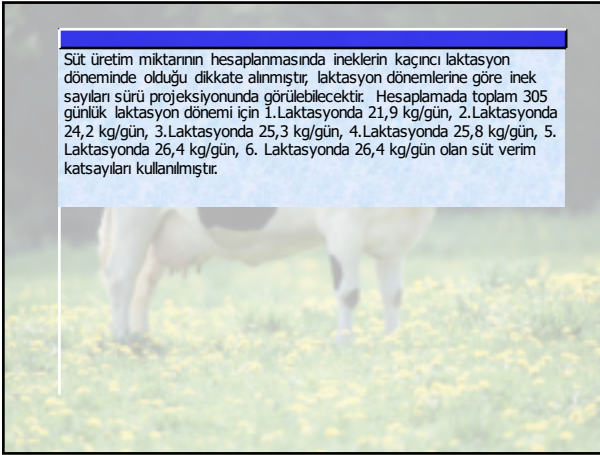 Süt üretim miktarının hesaplanmasında ineklerin kaçıncı laktasyon
döneminde olduğu dikkate alınmıştır, laktasyon dönemlerine göre inek
sayıları sürü projeksiyonunda görülebilecektir. Hesaplamada toplam 305
günlük laktasyon dönemi için 1.Laktasyonda 21,9 kg/gün, 2.Laktasyonda
24,2 kg/gün, 3.Laktasyonda 25,3 kg/gün, 4.Laktasyonda 25,8 kg/gün, 5.
Laktasyonda 26,4 kg/gün, 6. Laktasyonda 26,4 kg/gün olan süt verim
katsayıları kullanılmıştır.